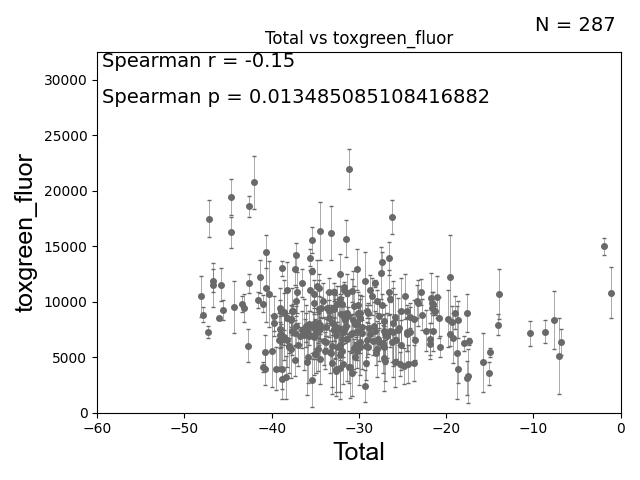 N = 287
Total vs toxgreen_fluor
Spearman r = -0.15
Spearman p = 0.013485085108416882
30000
25000
20000
15000
10000
5000
0
toxgreen_fluor
−60
−50
−40
−30
−20
−10
0
Total